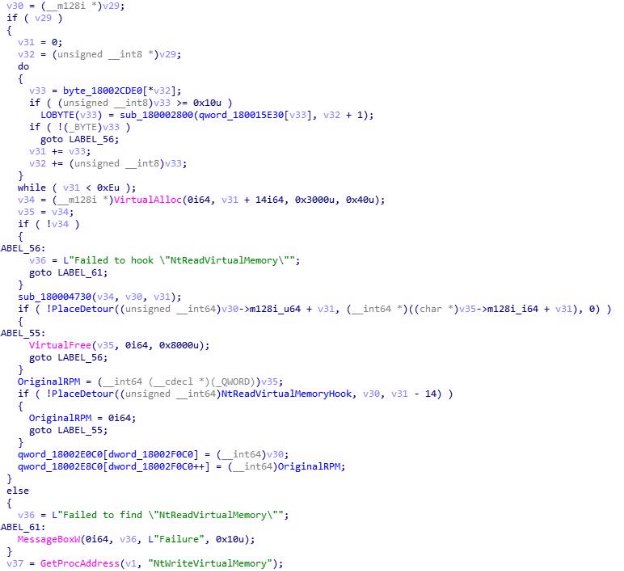 v30 = (__m128i *)v29;
if ( v29 )
{
v31 = 0;
v32 = (unsigned __int8 *)v29;
do
{
v33 = byte_18002CDE0[*v32];
if ( (unsigned __int8)v33 >= 0x10u )
LOBYTE(v33) = sub_180002800(qword_180015E30[v33], v32 + 1);
if ( !(_BYTE)v33 )
goto LABEL_56;
v31 += v33;
v32 += (unsigned __int8)v33;
}
while ( v31 < 0xEu );
v34 = (__m128i *)VirtualAlloc(0i64, v31 + 14i64, 0x3000u, 0x40u);
v35 = v34;
if ( !v34 )
{
ABEL_56:
v36 = L"Failed to hook \"NtReadVirtualMemory\"";
goto LABEL_61;
}
sub_180004730(v34, v30, v31);
if ( !PlaceDetour((unsigned __int64)v30->m128i_u64 + v31, (__int64 *)((char *)v35->m128i_i64 + v31), 0) )
{
ABEL_55:
VirtualFree(v35, 0i64, 0x8000u);
goto LABEL_56;
}
OriginalRPM = (__int64 (__cdecl *)(_QWORD))v35;
if ( !PlaceDetour((unsigned __int64)NtReadVirtualMemoryHook, v30, v31 - 14) )
{
OriginalRPM = 0i64;
goto LABEL_55;
}
qword_18002E0C0[dword_18002F0C0] = (__int64)v30;
qword_18002E8C0[dword_18002F0C0++] = (__int64)OriginalRPM;
}
else
{
v36 = L"Failed to find \"NtReadVirtualMemory\"";
ABEL_61:
MessageBoxW(0i64, v36, L"Failure", 0x10u);
}
v37 = GetProcAddress(v1, "NtWriteVirtualMemory");